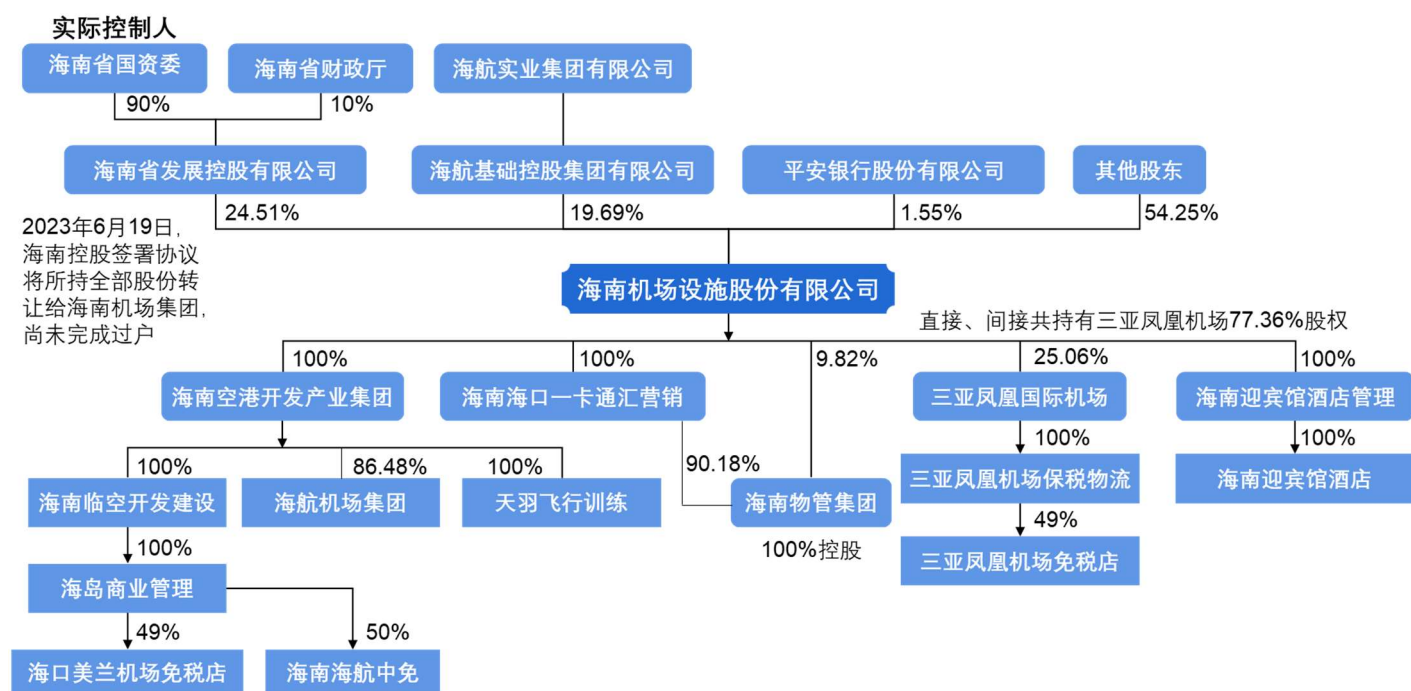 实际控制人
海南省国资委
海南省财政厅
海航实业集团有限公司
90%
10%
海南省发展控股有限公司
海航基础控股集团有限公司
平安银行股份有限公司
其他股东
24.51%
19.69%
1.55%
54.25%
2023年6月19日,
海南控股签署协议
将所持全部股份转
让给海南机场集团,
尚未完成过户
海南机场设施股份有限公司
直接、间接共持有三亚凤凰机场77.36%股权
100%
100%
9.82%
25.06%
100%
海南空港开发产业集团
海南海口一卡通汇营销
三亚凤凰国际机场
海南迎宾馆酒店管理
100%
86.48%
100%
90.18%
100%
100%
海南临空开发建设
海航机场集团
天羽飞行训练
海南物管集团
三亚凤凰机场保税物流
海南迎宾馆酒店
100%
100%控股
49%
海岛商业管理
三亚凤凰机场免税店
49%
50%
海口美兰机场免税店
海南海航中免